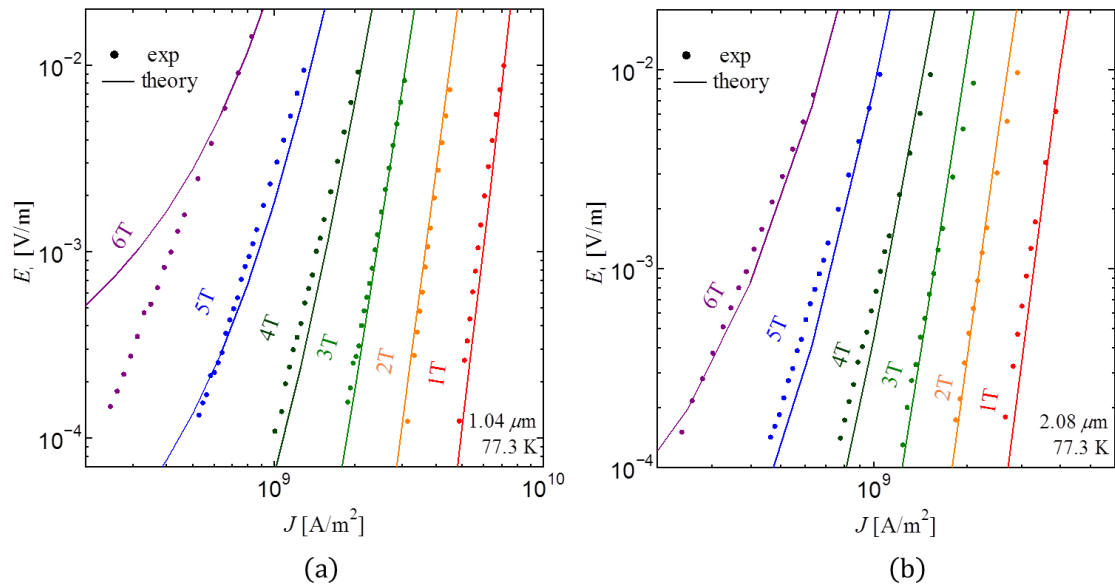 exp
theory
10⁻²
10⁻³
10⁻⁴
E, [V/m]
6T
5T
4T
3T
2T
1T
1.04 μm
77.3 K
10⁹
10¹⁰
J [A/m²]
(a)
exp
theory
10⁻²
10⁻³
10⁻⁴
E, [V/m]
6T
5T
4T
3T
2T
1T
2.08 μm
77.3 K
10⁹
J [A/m²]
(b)